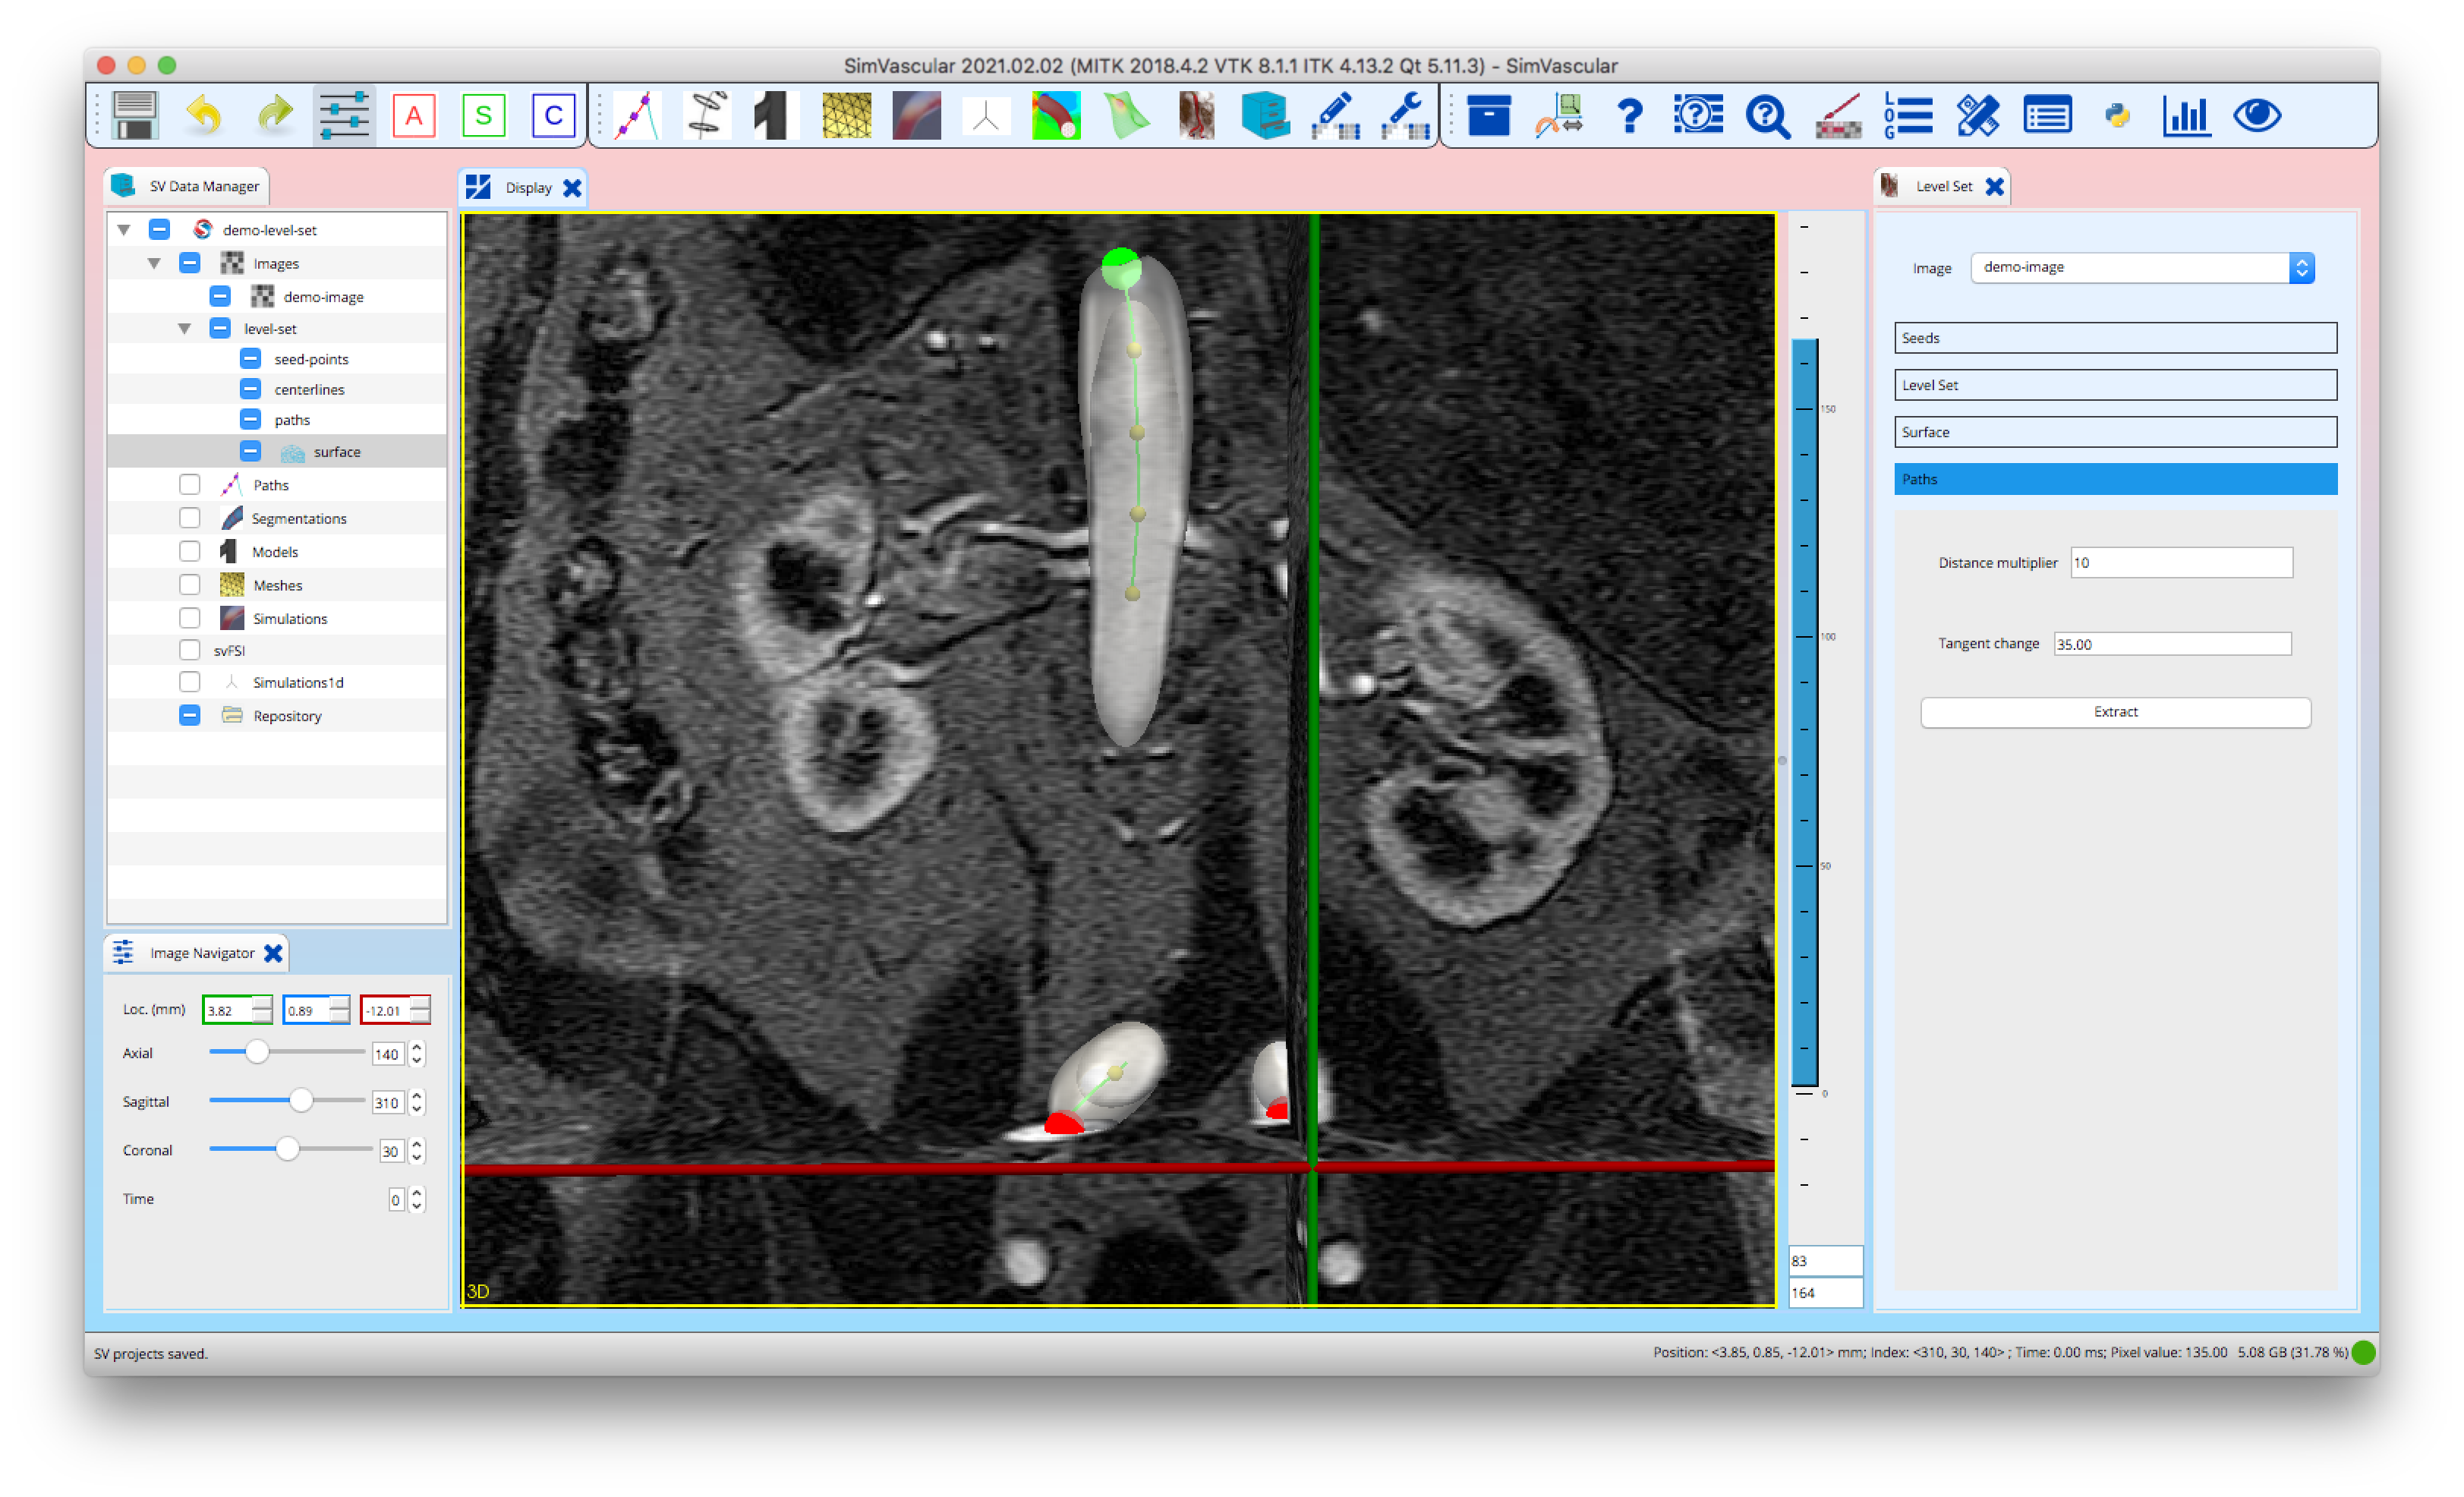 SimVascular 2021.02.02 (MITK 2018.4.2 VTK 8.1.1 ITK 4.13.2 Qt 5.11.3) - SimVascular
A S C LOG
SV Data Manager
Display
Level Set
demo-level-set
Images
demo-image
level-set
seed-points
centerlines
paths
surface
Paths
Segmentations
Models
Meshes
Simulations
svFSI
Simulations1d
Repository
Image Navigator
Loc. (mm) 3.82 0.89 -12.01
Axial 140
Sagittal 310
Coronal 30
Time 0
3D
150
100
50
0
83
164
Image demo-image
Seeds
Level Set
Surface
Paths
Distance multiplier 10
Tangent change 35.00
Extract
SV projects saved.
Position: <3.85, 0.85, -12.01> mm; Index: <310, 30, 140> ; Time: 0.00 ms; Pixel value: 135.00 5.08 GB (31.78 %)